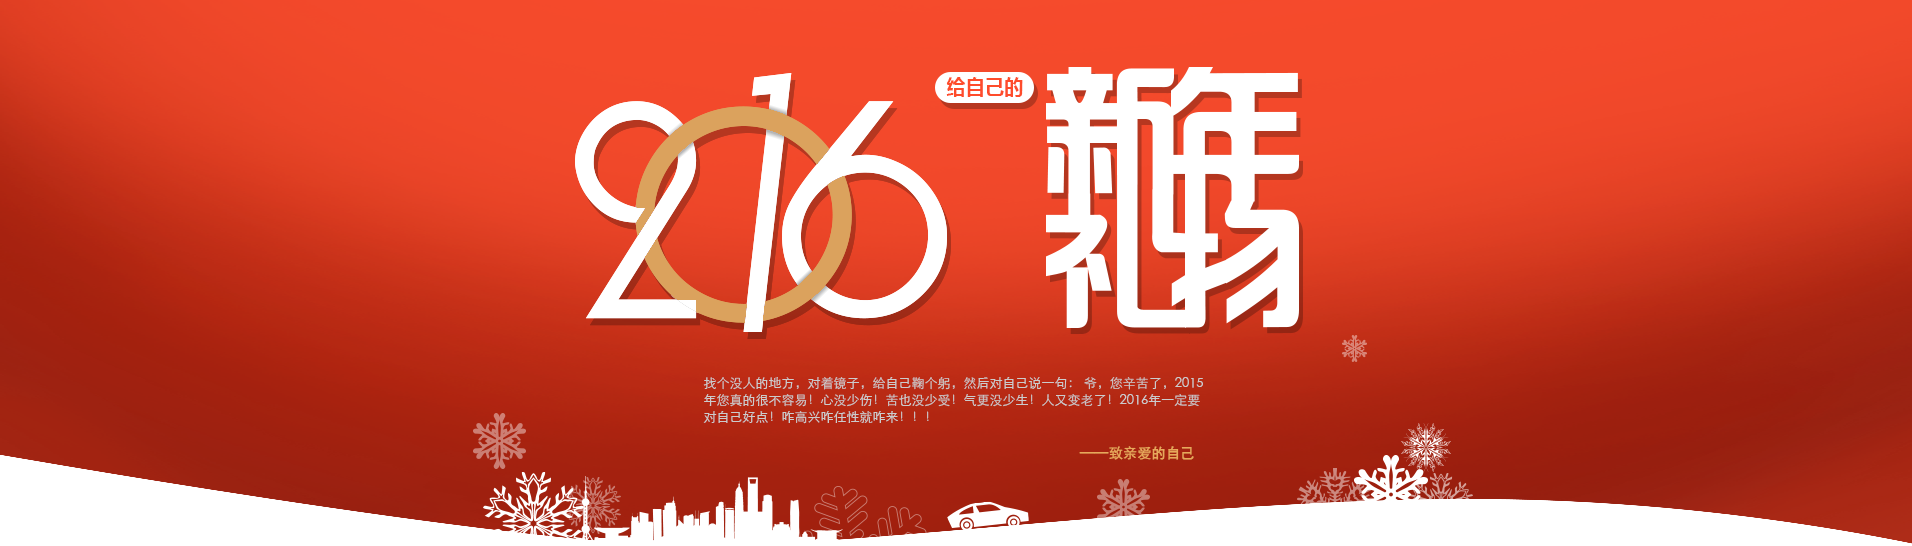 2016
给自己的
新年
礼物
找个没人的地方，对着镜子，给自己鞠个躬，然后对自己说一句： 爷，您辛苦了，2015
年您真的很不容易！心没少伤！苦也没少受！气更没少生！人又变老了！2016年一定要
对自己好点！咋高兴咋任性就咋来！！！
——致亲爱的自己